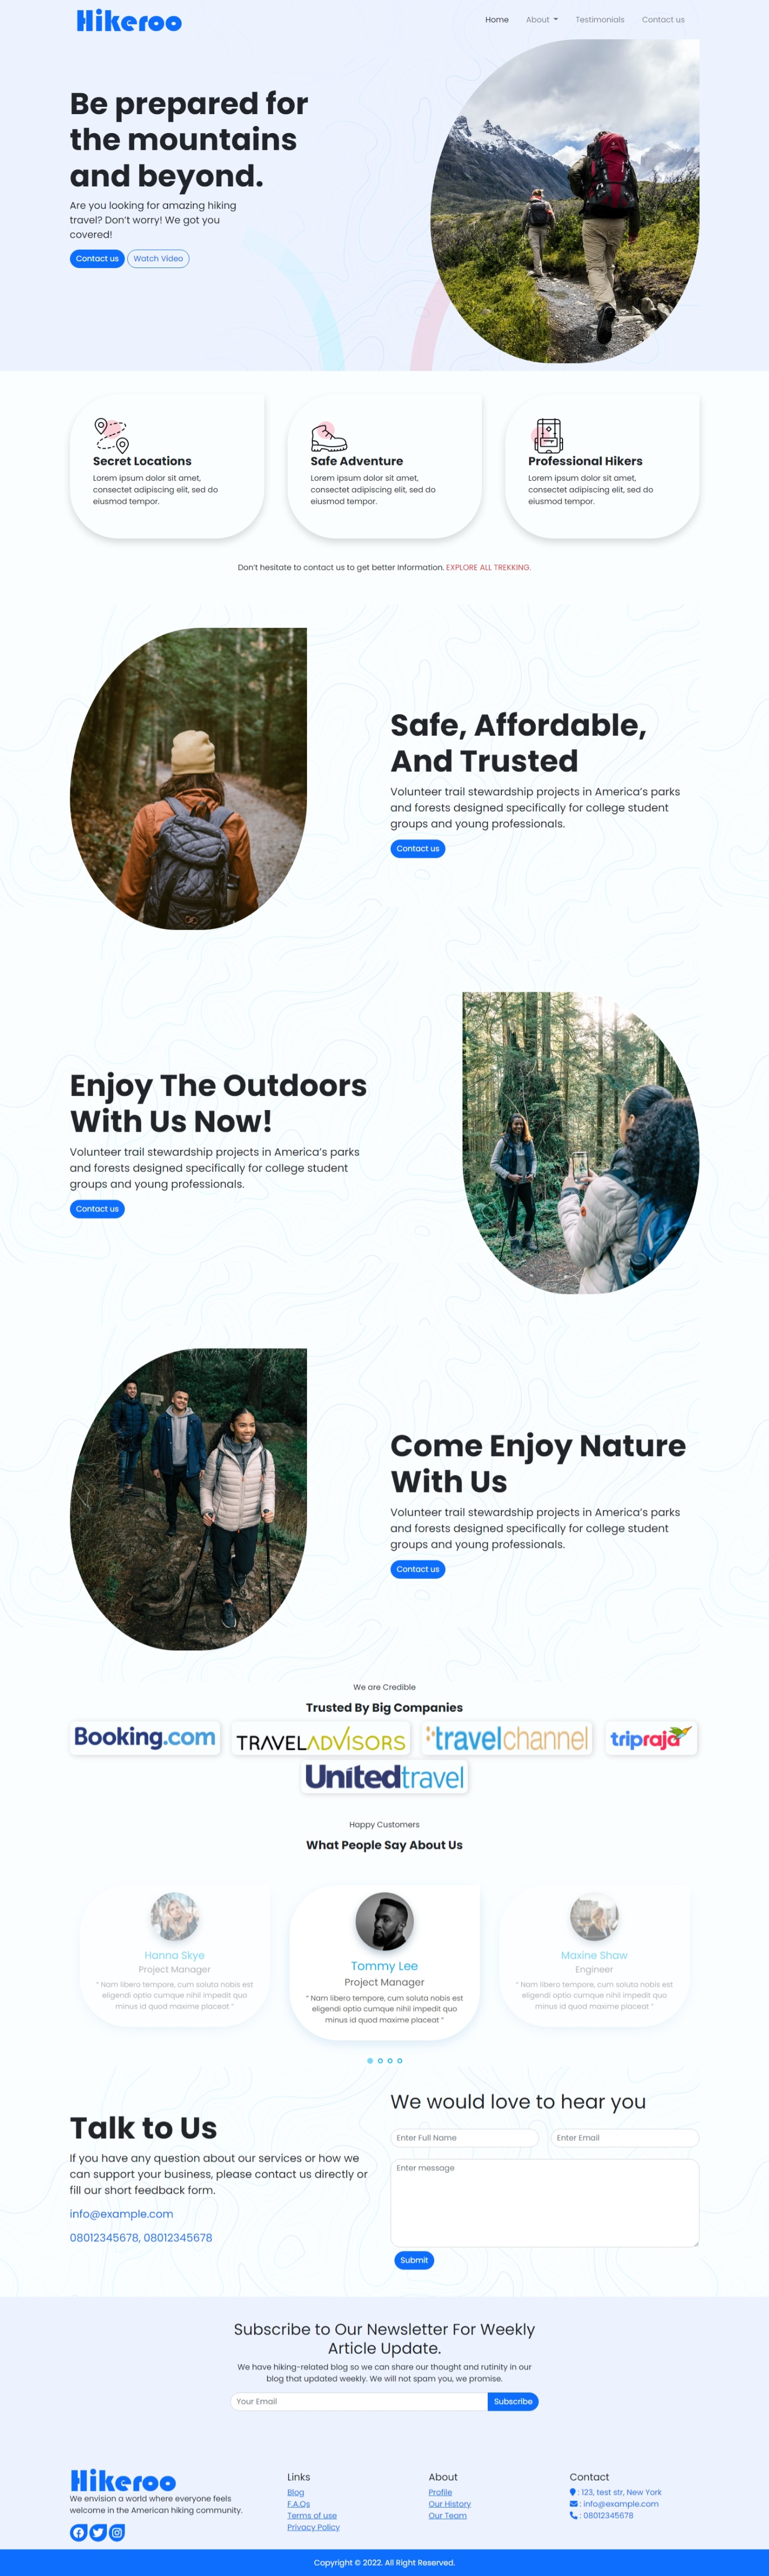 Hikeroo
Home About Testimonials Contact us
Be prepared for
the mountains
and beyond.
Are you looking for amazing hiking
travel? Don't worry! We got you
covered!
Contact us Watch Video
Secret Locations
Lorem ipsum dolor sit amet,
consectet adipiscing elit, sed do
eiusmod tempor.
Safe Adventure
Lorem ipsum dolor sit amet,
consectet adipiscing elit, sed do
eiusmod tempor.
Professional Hikers
Lorem ipsum dolor sit amet,
consectet adipiscing elit, sed do
eiusmod tempor.
Don't hesitate to contact us to get better Information. EXPLORE ALL TREKKING.
Safe, Affordable,
And Trusted
Volunteer trail stewardship projects in America's parks
and forests designed specifically for college student
groups and young professionals.
Contact us
Enjoy The Outdoors
With Us Now!
Volunteer trail stewardship projects in America's parks
and forests designed specifically for college student
groups and young professionals.
Contact us
Come Enjoy Nature
With Us
Volunteer trail stewardship projects in America's parks
and forests designed specifically for college student
groups and young professionals.
Contact us
We are Credible
Trusted By Big Companies
Booking.com TRAVELADVISORS travelchannel tripraja
Unitedtravel
Happy Customers
What People Say About Us
Hanna Skye
Project Manager
" Nam libero tempore, cum soluta nobis est
eligendi optio cumque nihil impedit quo
minus id quod maxime placeat "
Tommy Lee
Project Manager
" Nam libero tempore, cum soluta nobis est
eligendi optio cumque nihil impedit quo
minus id quod maxime placeat "
Maxine Shaw
Engineer
" Nam libero tempore, cum soluta nobis est
eligendi optio cumque nihil impedit quo
minus id quod maxime placeat "
Talk to Us
If you have any question about our services or how we
can support your business, please contact us directly or
fill our short feedback form.
info@example.com
08012345678, 08012345678
We would love to hear you
Enter Full Name Enter Email
Enter message
Submit
Subscribe to Our Newsletter For Weekly
Article Update.
We have hiking-related blog so we can share our thought and rutinity in our
blog that updated weekly. We will not spam you, we promise.
Your Email Subscribe
Hikeroo
We envision a world where everyone feels
welcome in the American hiking community.
Links
Blog
F.A.Qs
Terms of use
Privacy Policy
About
Profile
Our History
Our Team
Contact
: 123, test str, New York
: info@example.com
: 08012345678
Copyright © 2022. All Right Reserved.